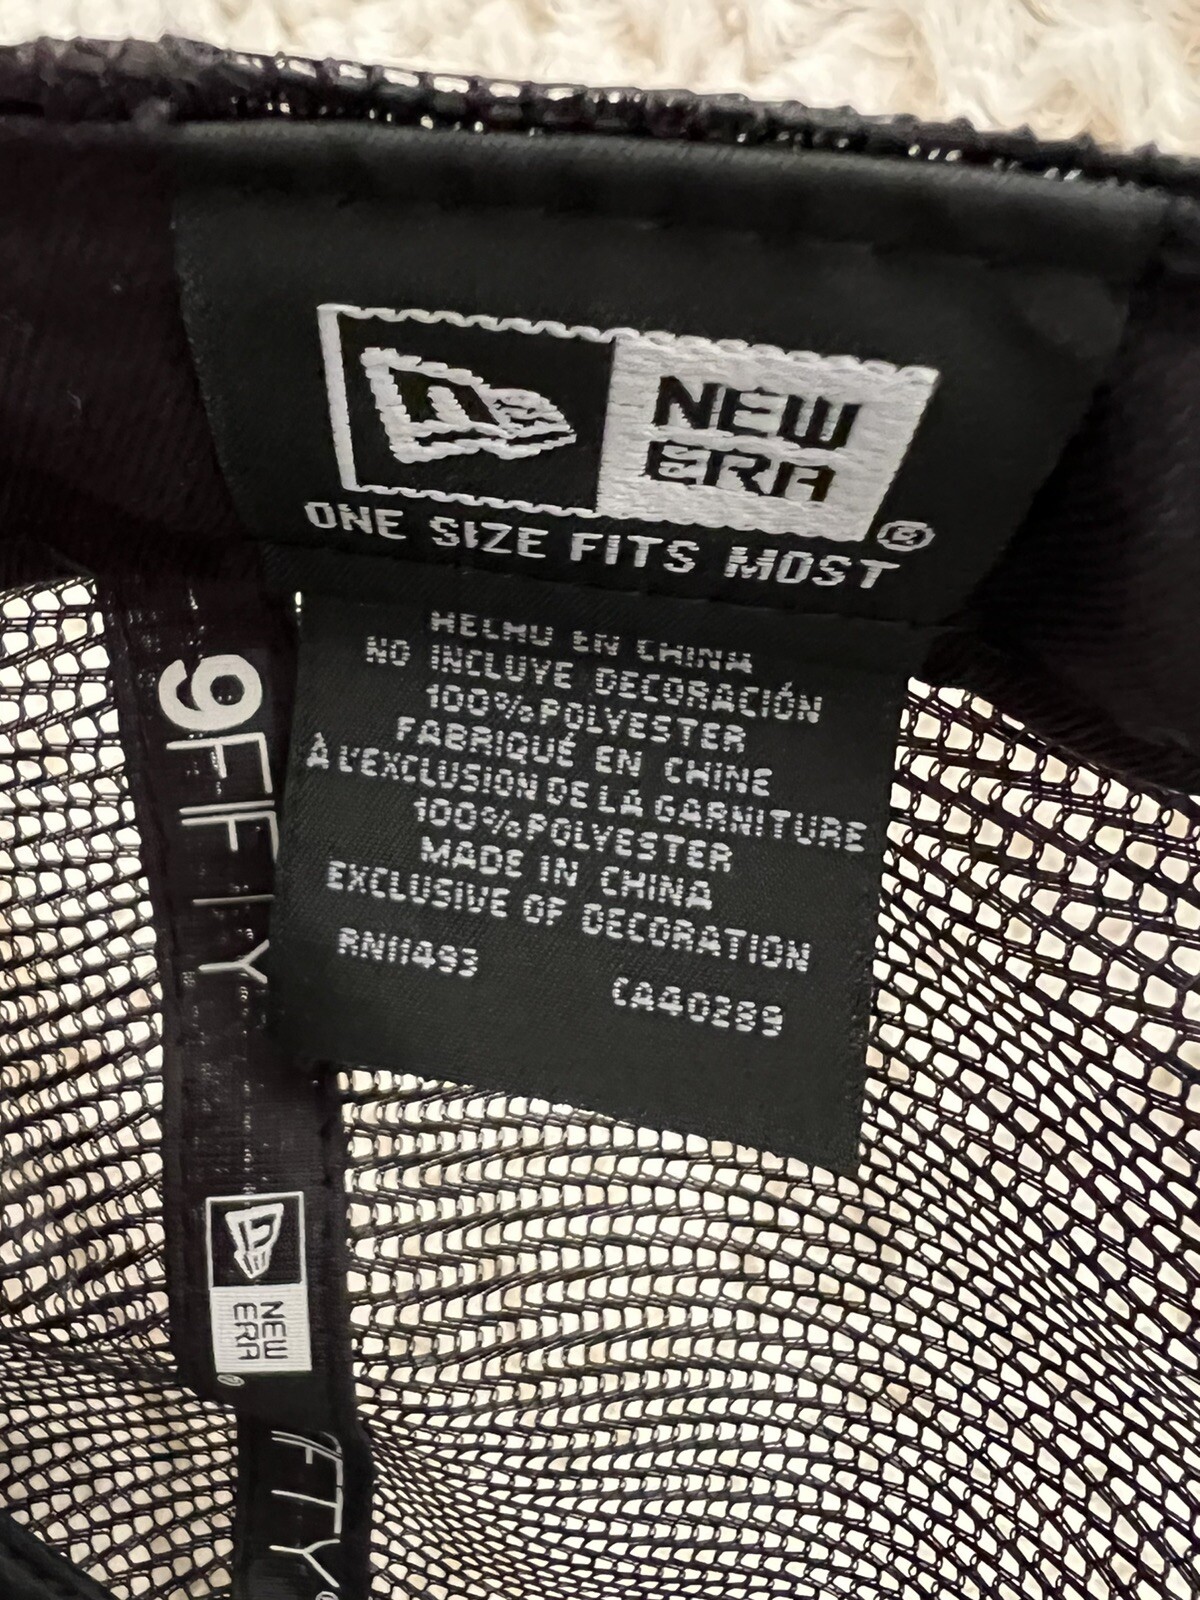 NEW
ERA
®
ONE SIZE FITS MOST
HECHO EN CHINA
NO INCLUYE DECORACIÓN
100% POLYESTER
FABRIQUÉ EN CHINE
À L'EXCLUSION DE LA GARNITURE
100% POLYESTER
MADE IN CHINA
EXCLUSIVE OF DECORATION
RN11493
CA40289
9FIFTY
NEW
ERA
®
FTY